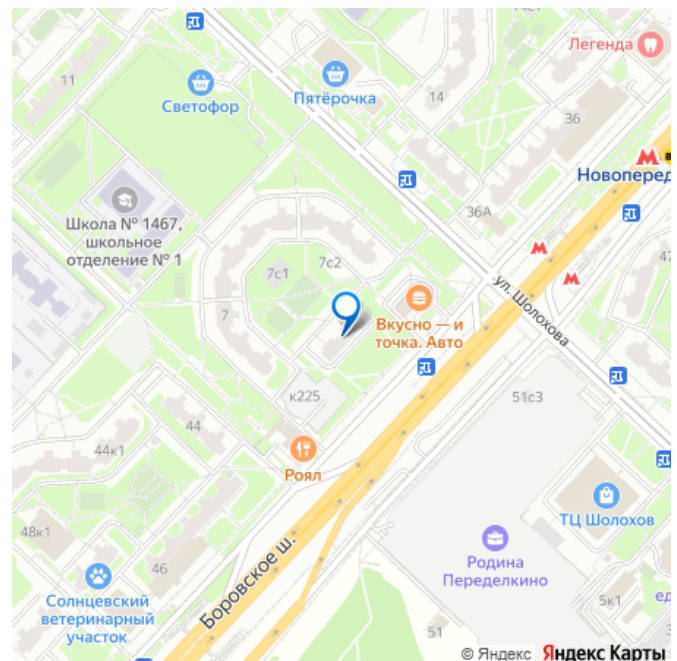 Легенда
11
Светофор
Пятёрочка
14
36
М
Новоперед
Школа № 1467,
школьное
отделение № 1
36А
М
М
47
7с1
7с2
ул. Шолохова
7
Вкусно — и
точка. Авто
к225
51с3
44
44к1
Роял
ТЦ Шолохов
48к1
46
Родина
Переделкино
Боровское ш.
Солнцевский
ветеринарный
участок
5к1
51
© Яндекс Яндекс Карты